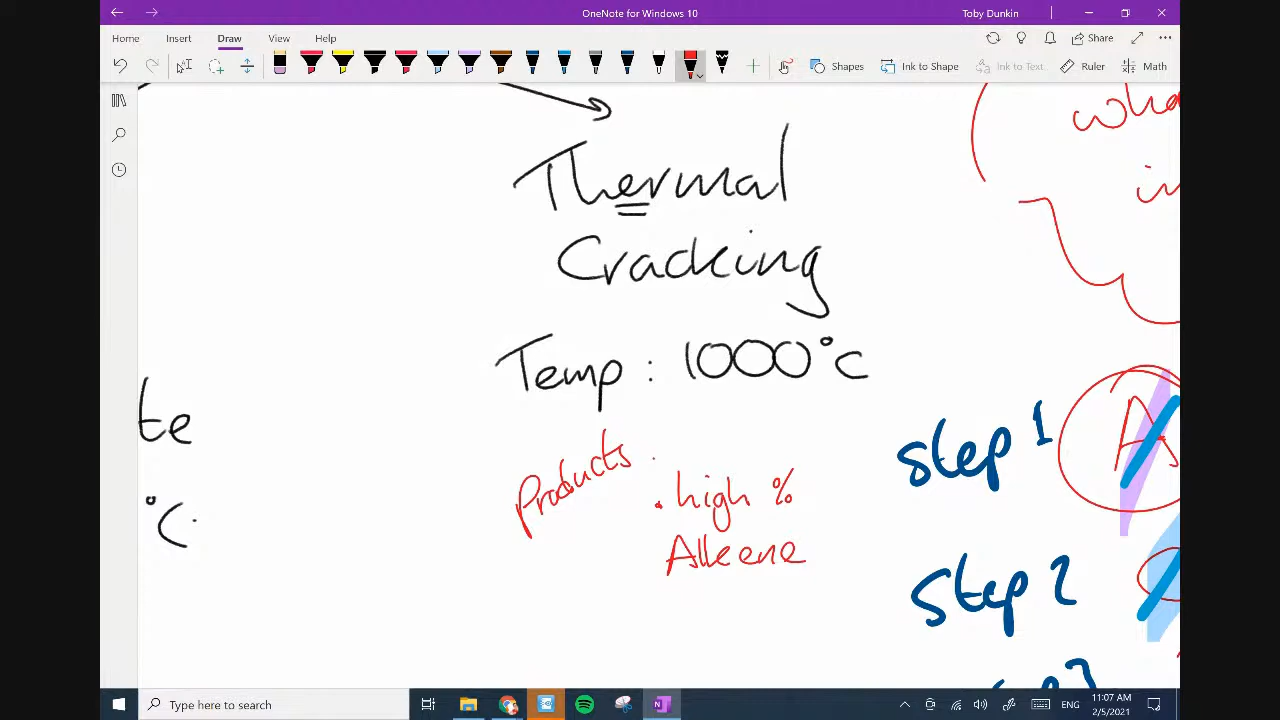 OneNote for Windows 10
Toby Dunkin
Home Insert Draw View Help
Share
Shapes Ink to Shape Ink to Text Ruler Math
Thermal
Cracking
Temp : 1000°C
te
°C
Products
. high %
Alkene
step 1
A
step 2
Type here to search
ENG
11:07 AM
2/5/2021